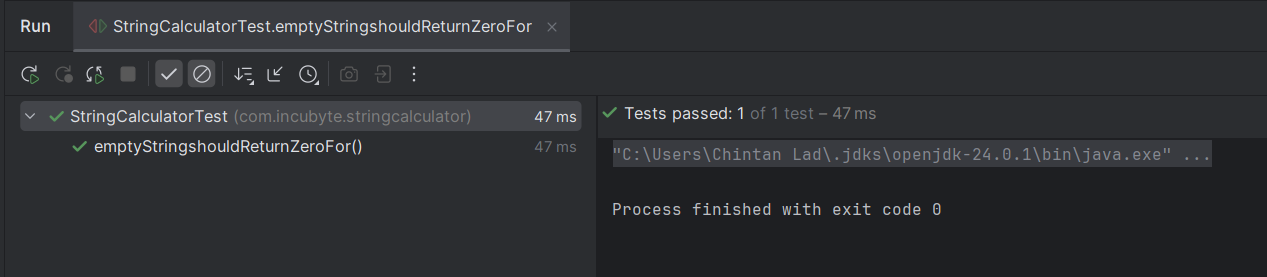 Run StringCalculatorTest.emptyStringshouldReturnZeroFor
StringCalculatorTest (com.incubyte.stringcalculator) 47 ms
emptyStringshouldReturnZeroFor() 47 ms
Tests passed: 1 of 1 test – 47 ms
"C:\Users\Chintan Lad\.jdks\openjdk-24.0.1\bin\java.exe" ...
Process finished with exit code 0